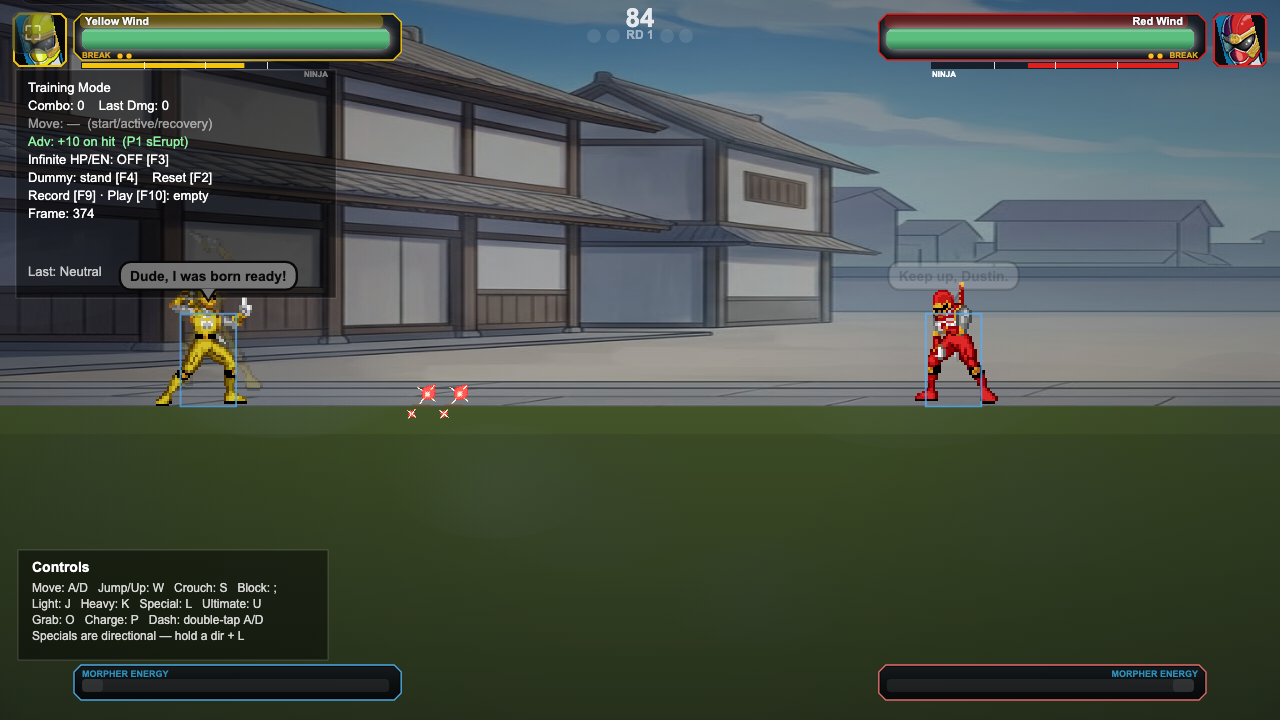 Yellow Wind
BREAK
NINJA
84
RD 1
Red Wind
BREAK
NINJA
Training Mode
Combo: 0 Last Dmg: 0
Move: — (start/active/recovery)
Adv: +10 on hit (P1 sErupt)
Infinite HP/EN: OFF [F3]
Dummy: stand [F4] Reset [F2]
Record [F9] · Play [F10]: empty
Frame: 374
Last: Neutral
Dude, I was born ready!
Keep up, Dustin.
Controls
Move: A/D Jump/Up: W Crouch: S Block: ;
Light: J Heavy: K Special: L Ultimate: U
Grab: O Charge: P Dash: double-tap A/D
Specials are directional — hold a dir + L
MORPHER ENERGY
MORPHER ENERGY